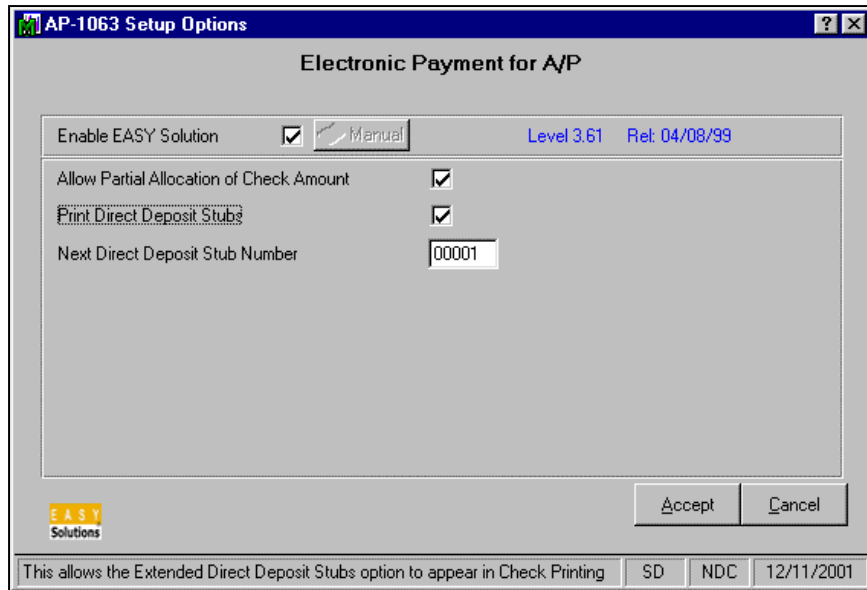 AP-1063 Setup Options
Electronic Payment for A/P
Enable EASY Solution Manual Level 3.61 Rel: 04/08/99
Allow Partial Allocation of Check Amount
Print Direct Deposit Stubs
Next Direct Deposit Stub Number 00001
Accept Cancel
EASY
Solutions
This allows the Extended Direct Deposit Stubs option to appear in Check Printing SD NDC 12/11/2001